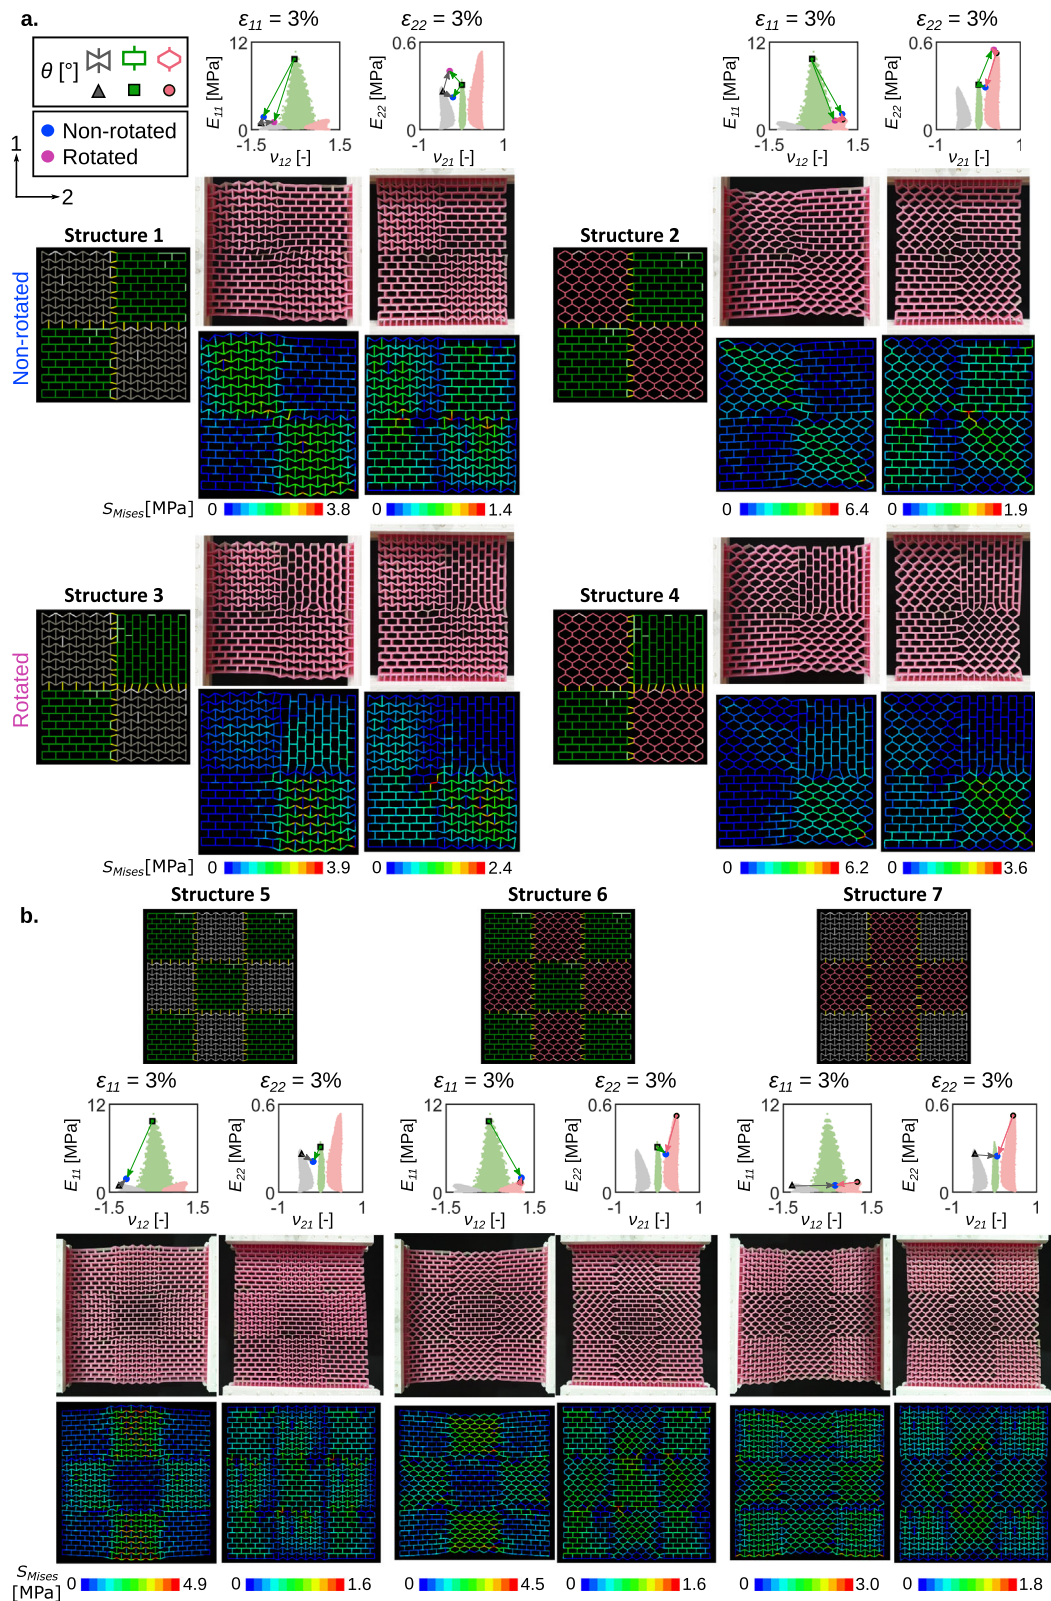 a.
ε11 = 3%
ε22 = 3%
ε11 = 3%
ε22 = 3%
θ [°]
Non-rotated
Rotated
1
2
E11 [MPa]
12
0
-1.5
1.5
ν12 [-]
E22 [MPa]
0.6
0
-1
1
ν21 [-]
E11 [MPa]
12
0
-1.5
1.5
ν12 [-]
E22 [MPa]
0.6
0
-1
1
ν21 [-]
Non-rotated
Structure 1
Structure 2
SMises[MPa]
0
3.8
0
1.4
0
6.4
0
1.9
Rotated
Structure 3
Structure 4
SMises[MPa]
0
3.9
0
2.4
0
6.2
0
3.6
b.
Structure 5
Structure 6
Structure 7
ε11 = 3%
ε22 = 3%
ε11 = 3%
ε22 = 3%
ε11 = 3%
ε22 = 3%
E11 [MPa]
12
0
-1.5
1.5
ν12 [-]
E22 [MPa]
0.6
0
-1
1
ν21 [-]
E11 [MPa]
12
0
-1.5
1.5
ν12 [-]
E22 [MPa]
0.6
0
-1
1
ν21 [-]
E11 [MPa]
12
0
-1.5
1.5
ν12 [-]
E22 [MPa]
0.6
0
-1
1
ν21 [-]
SMises
[MPa]
0
4.9
0
1.6
0
4.5
0
1.6
0
3.0
0
1.8